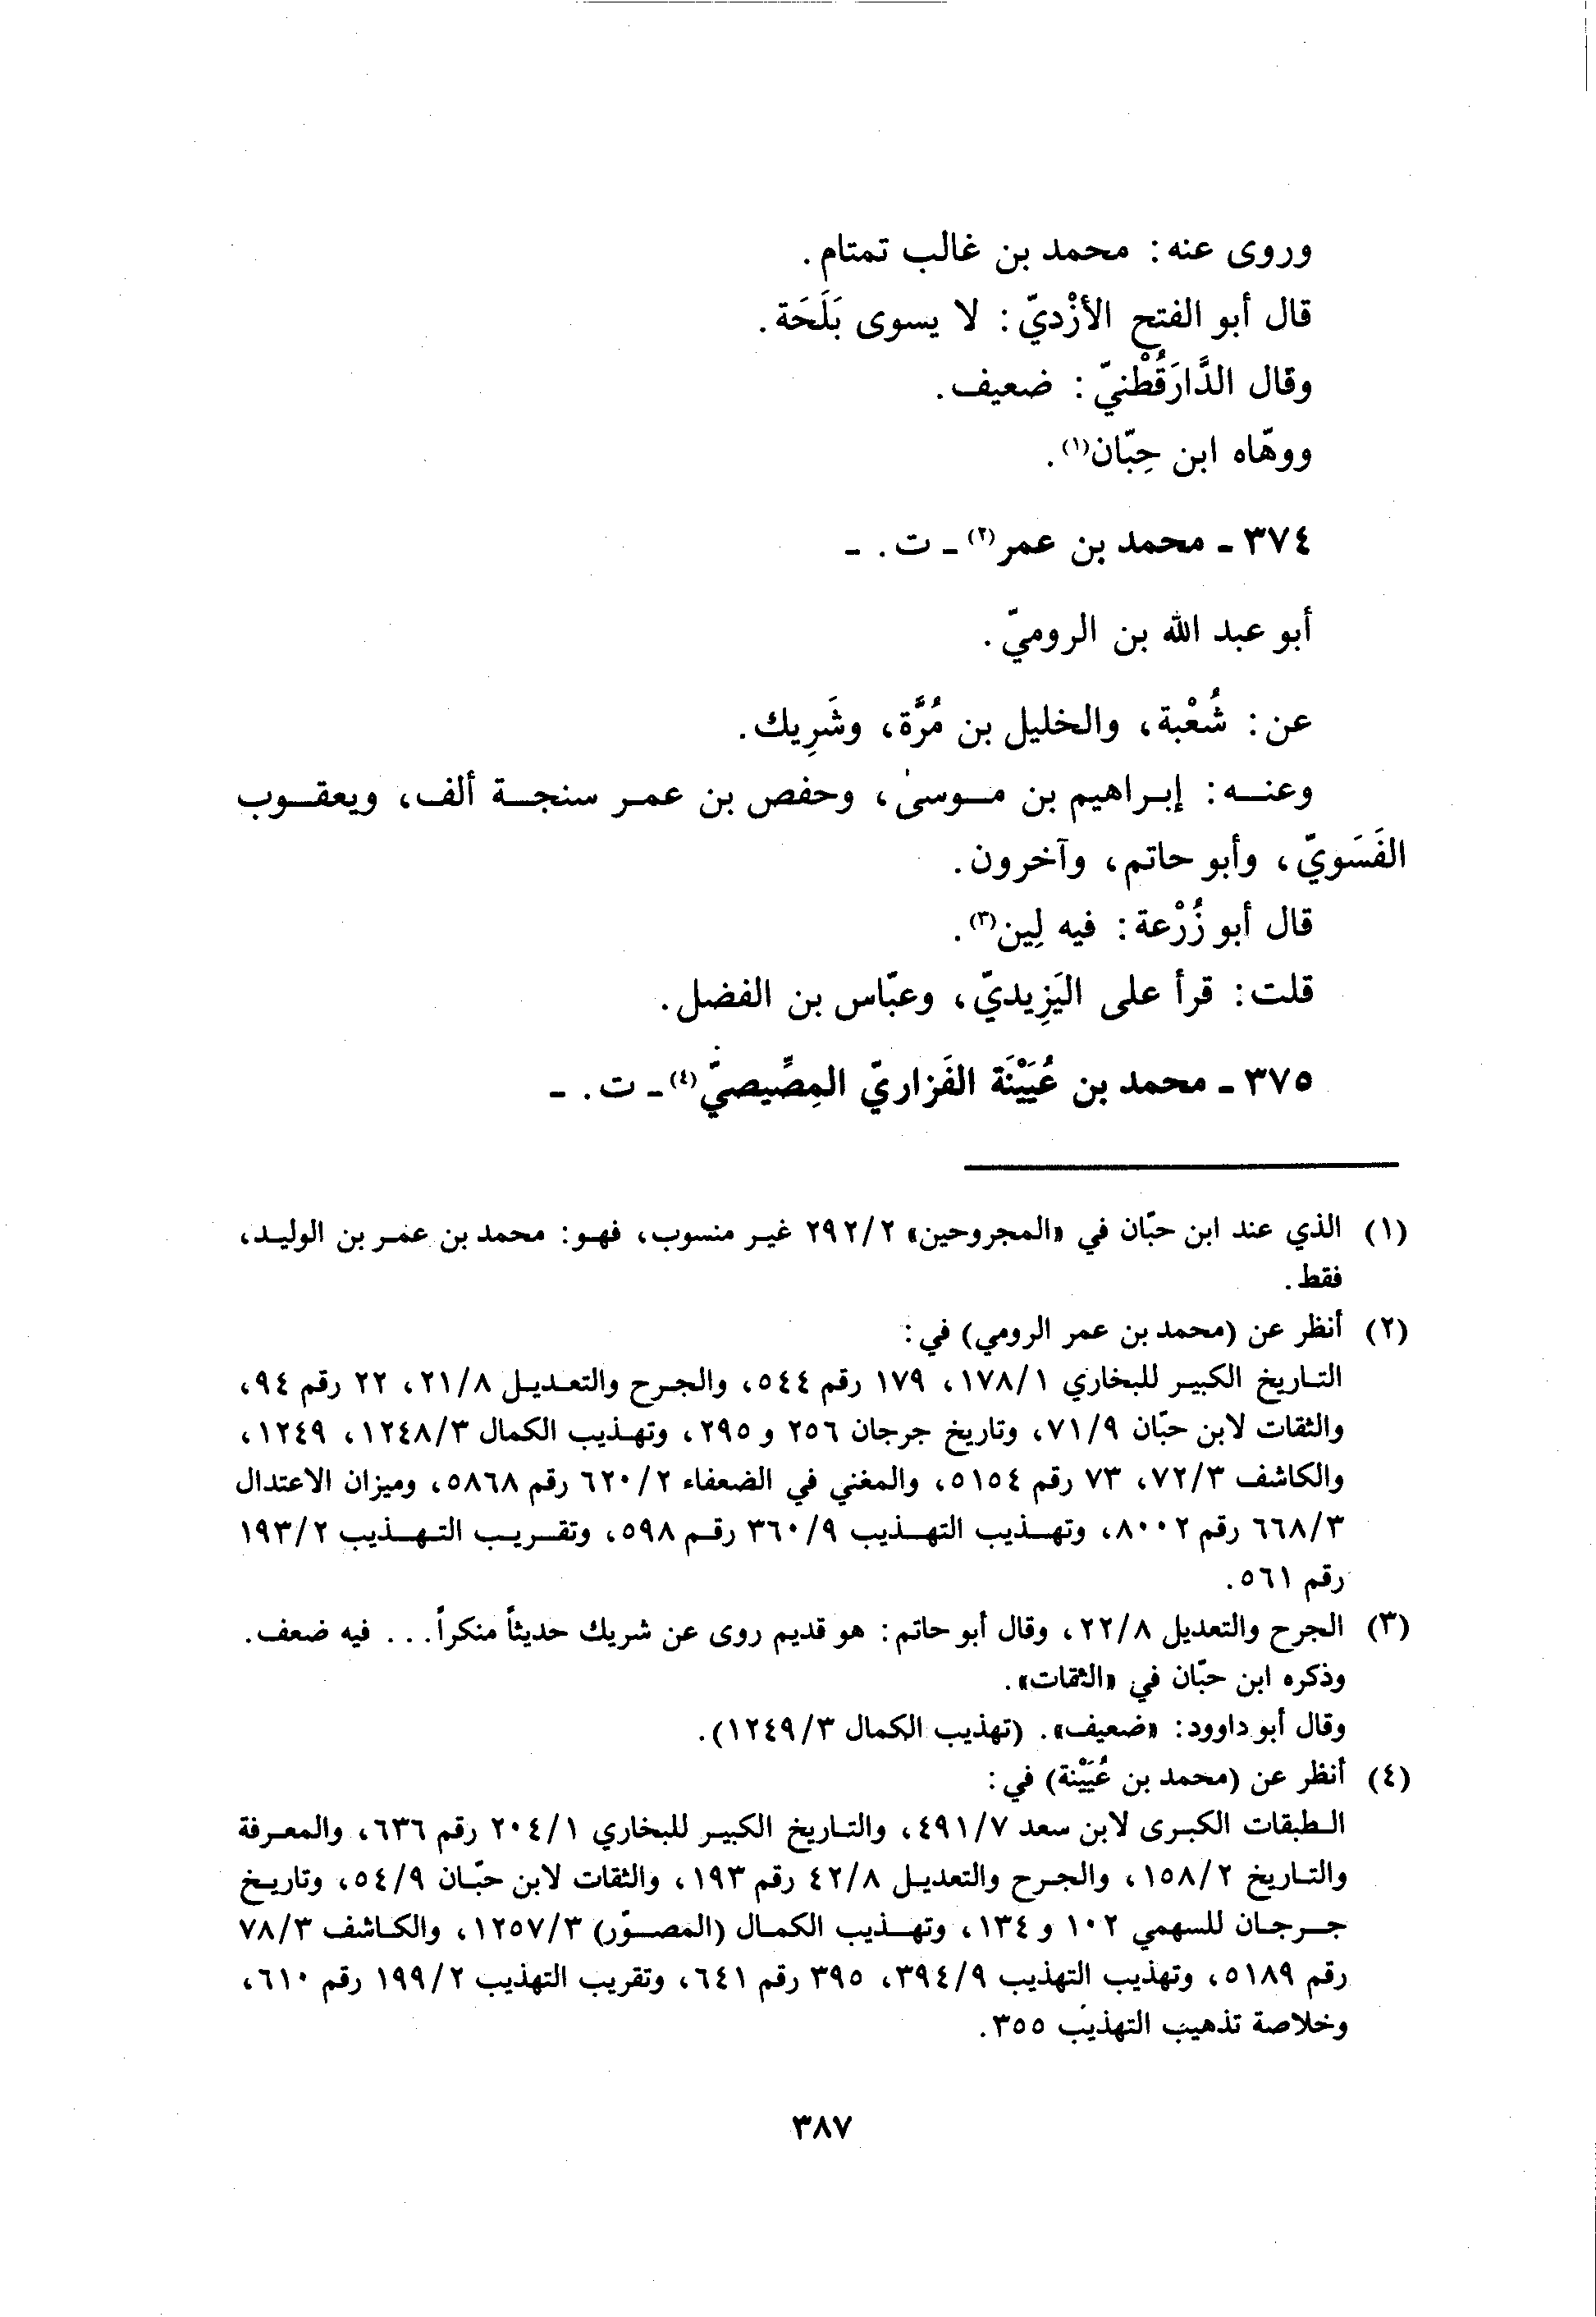 وروى عنه: محمد بن غالب تمتام.
قال أبو الفتح الأزْديّ: لا يسوى بَلَحَة.
وقال الدَّارَقُطْنيّ: ضعيف.
ووهّاه ابن حِبّان(١).
٣٧٤ - محمد بن عمر(٢) - ت. -
أبو عبد الله بن الروميّ.
عن: شُعْبة، والخليل بن مُرَّة، وشَرِيك.
وعنه: إبراهيم بن موسىٰ، وحفص بن عمر سنجة ألف، ويعقوب
الفَسَويّ، وأبو حاتم، وآخرون.
قال أبو زُرْعة: فيه لِين(٣).
قلت: قرأ على اليَزِيديّ، وعبّاس بن الفضل.
٣٧٥ - محمد بن عُيَيْنَة الفَزاريّ المِصِّيصيّ(٤) - ت. -
(١) الذي عند ابن حبّان في «المجروحين» ٢٩٢/٢ غير منسوب، فهو: محمد بن عمر بن الوليد،
فقط.
(٢) أنظر عن (محمد بن عمر الرومي) في:
التاريخ الكبير للبخاري ١٧٨/١، ١٧٩ رقم ٥٤٤، والجرح والتعديل ٢١/٨، ٢٢ رقم ٩٤،
والثقات لابن حبّان ٧١/٩، وتاريخ جرجان ٢٥٦ و ٢٩٥، وتهذيب الكمال ١٢٤٨/٣، ١٢٤٩،
والكاشف ٧٢/٣، ٧٣ رقم ٥١٥٤، والمغني في الضعفاء ٦٢٠/٢ رقم ٥٨٦٨، وميزان الاعتدال
٦٦٨/٣ رقم ٨٠٠٢، وتهذيب التهذيب ٣٦٠/٩ رقم ٥٩٨، وتقريب التهذيب ١٩٣/٢
رقم ٥٦١.
(٣) الجرح والتعديل ٢٢/٨، وقال أبو حاتم: هو قديم روى عن شريك حديثاً منكراً... فيه ضعف.
وذكره ابن حبّان في «الثقات».
وقال أبو داوود: «ضعيف». (تهذيب الكمال ١٢٤٩/٣).
(٤) أنظر عن (محمد بن عُيَيْنة) في:
الطبقات الكبرى لابن سعد ٤٩١/٧، والتاريخ الكبير للبخاري ٢٠٤/١ رقم ٦٣٦، والمعرفة
والتاريخ ١٥٨/٢، والجرح والتعديل ٤٢/٨ رقم ١٩٣، والثقات لابن حبّان ٥٤/٩، وتاريخ
جرجان للسهمي ١٠٢ و ١٣٤، وتهذيب الكمال (المصوّر) ١٢٥٧/٣، والكاشف ٧٨/٣
رقم ٥١٨٩، وتهذيب التهذيب ٣٩٤/٩، ٣٩٥ رقم ٦٤١، وتقريب التهذيب ١٩٩/٢ رقم ٦١٠،
وخلاصة تذهيب التهذيب ٣٥٥.
٣٨٧